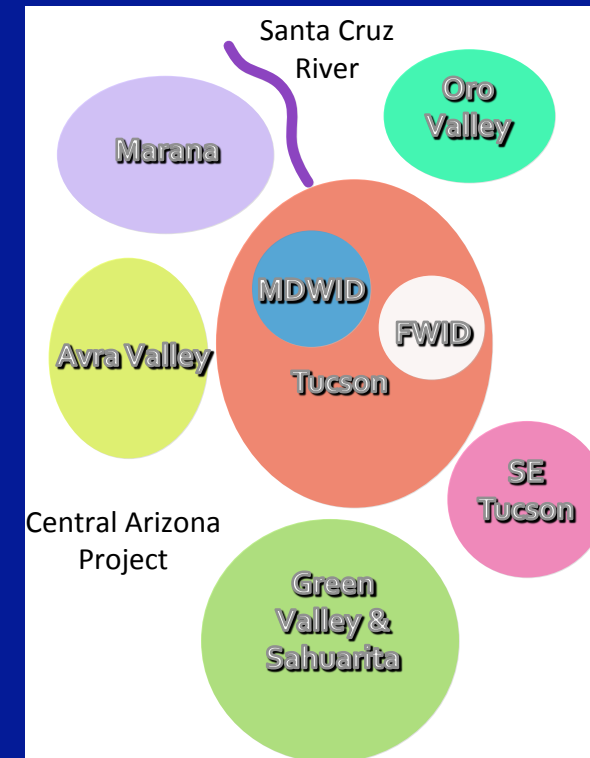 Santa Cruz
River
Oro
Valley
Marana
MDWID
FWID
Avra Valley
Tucson
SE
Tucson
Central Arizona
Project
Green
Valley &
Sahuarita